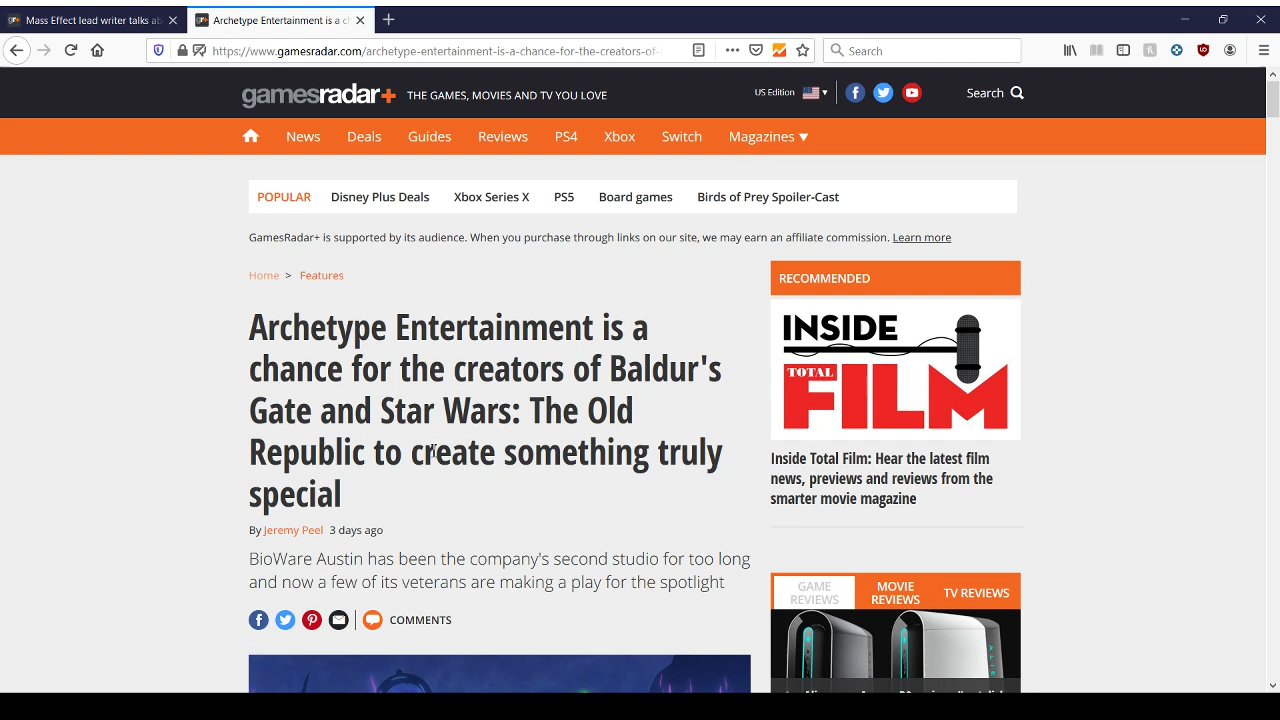 Mass Effect lead writer talks ab
Archetype Entertainment is a c
https://www.gamesradar.com/archetype-entertainment-is-a-chance-for-the-creators-of-
Search
gamesradar+ THE GAMES, MOVIES AND TV YOU LOVE
US Edition
Search
News Deals Guides Reviews PS4 Xbox Switch Magazines
POPULAR Disney Plus Deals Xbox Series X PS5 Board games Birds of Prey Spoiler-Cast
GamesRadar+ is supported by its audience. When you purchase through links on our site, we may earn an affiliate commission. Learn more
Home > Features
Archetype Entertainment is a
chance for the creators of Baldur's
Gate and Star Wars: The Old
Republic to create something truly
special
By Jeremy Peel 3 days ago
BioWare Austin has been the company's second studio for too long
and now a few of its veterans are making a play for the spotlight
COMMENTS
RECOMMENDED
INSIDE
TOTAL
FILM
Inside Total Film: Hear the latest film
news, previews and reviews from the
smarter movie magazine
GAME
REVIEWS
MOVIE
REVIEWS
TV REVIEWS